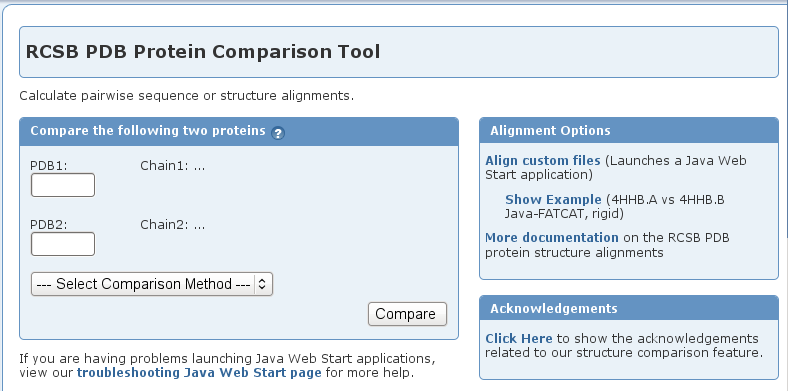 RCSB PDB Protein Comparison Tool
Calculate pairwise sequence or structure alignments.
Compare the following two proteins ?
PDB1: Chain1: ...
PDB2: Chain2: ...
--- Select Comparison Method ---
Compare
If you are having problems launching Java Web Start applications,
view our troubleshooting Java Web Start page for more help.
Alignment Options
Align custom files (Launches a Java Web
Start application)
Show Example (4HHB.A vs 4HHB.B
Java-FATCAT, rigid)
More documentation on the RCSB PDB
protein structure alignments
Acknowledgements
Click Here to show the acknowledgements
related to our structure comparison feature.